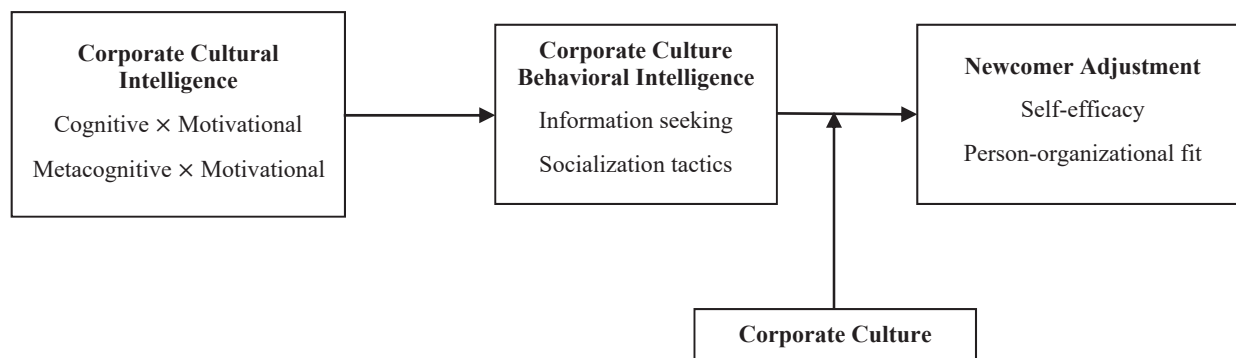 Corporate Cultural
Intelligence
Cognitive × Motivational
Metacognitive × Motivational
Corporate Culture
Behavioral Intelligence
Information seeking
Socialization tactics
Newcomer Adjustment
Self-efficacy
Person-organizational fit
Corporate Culture